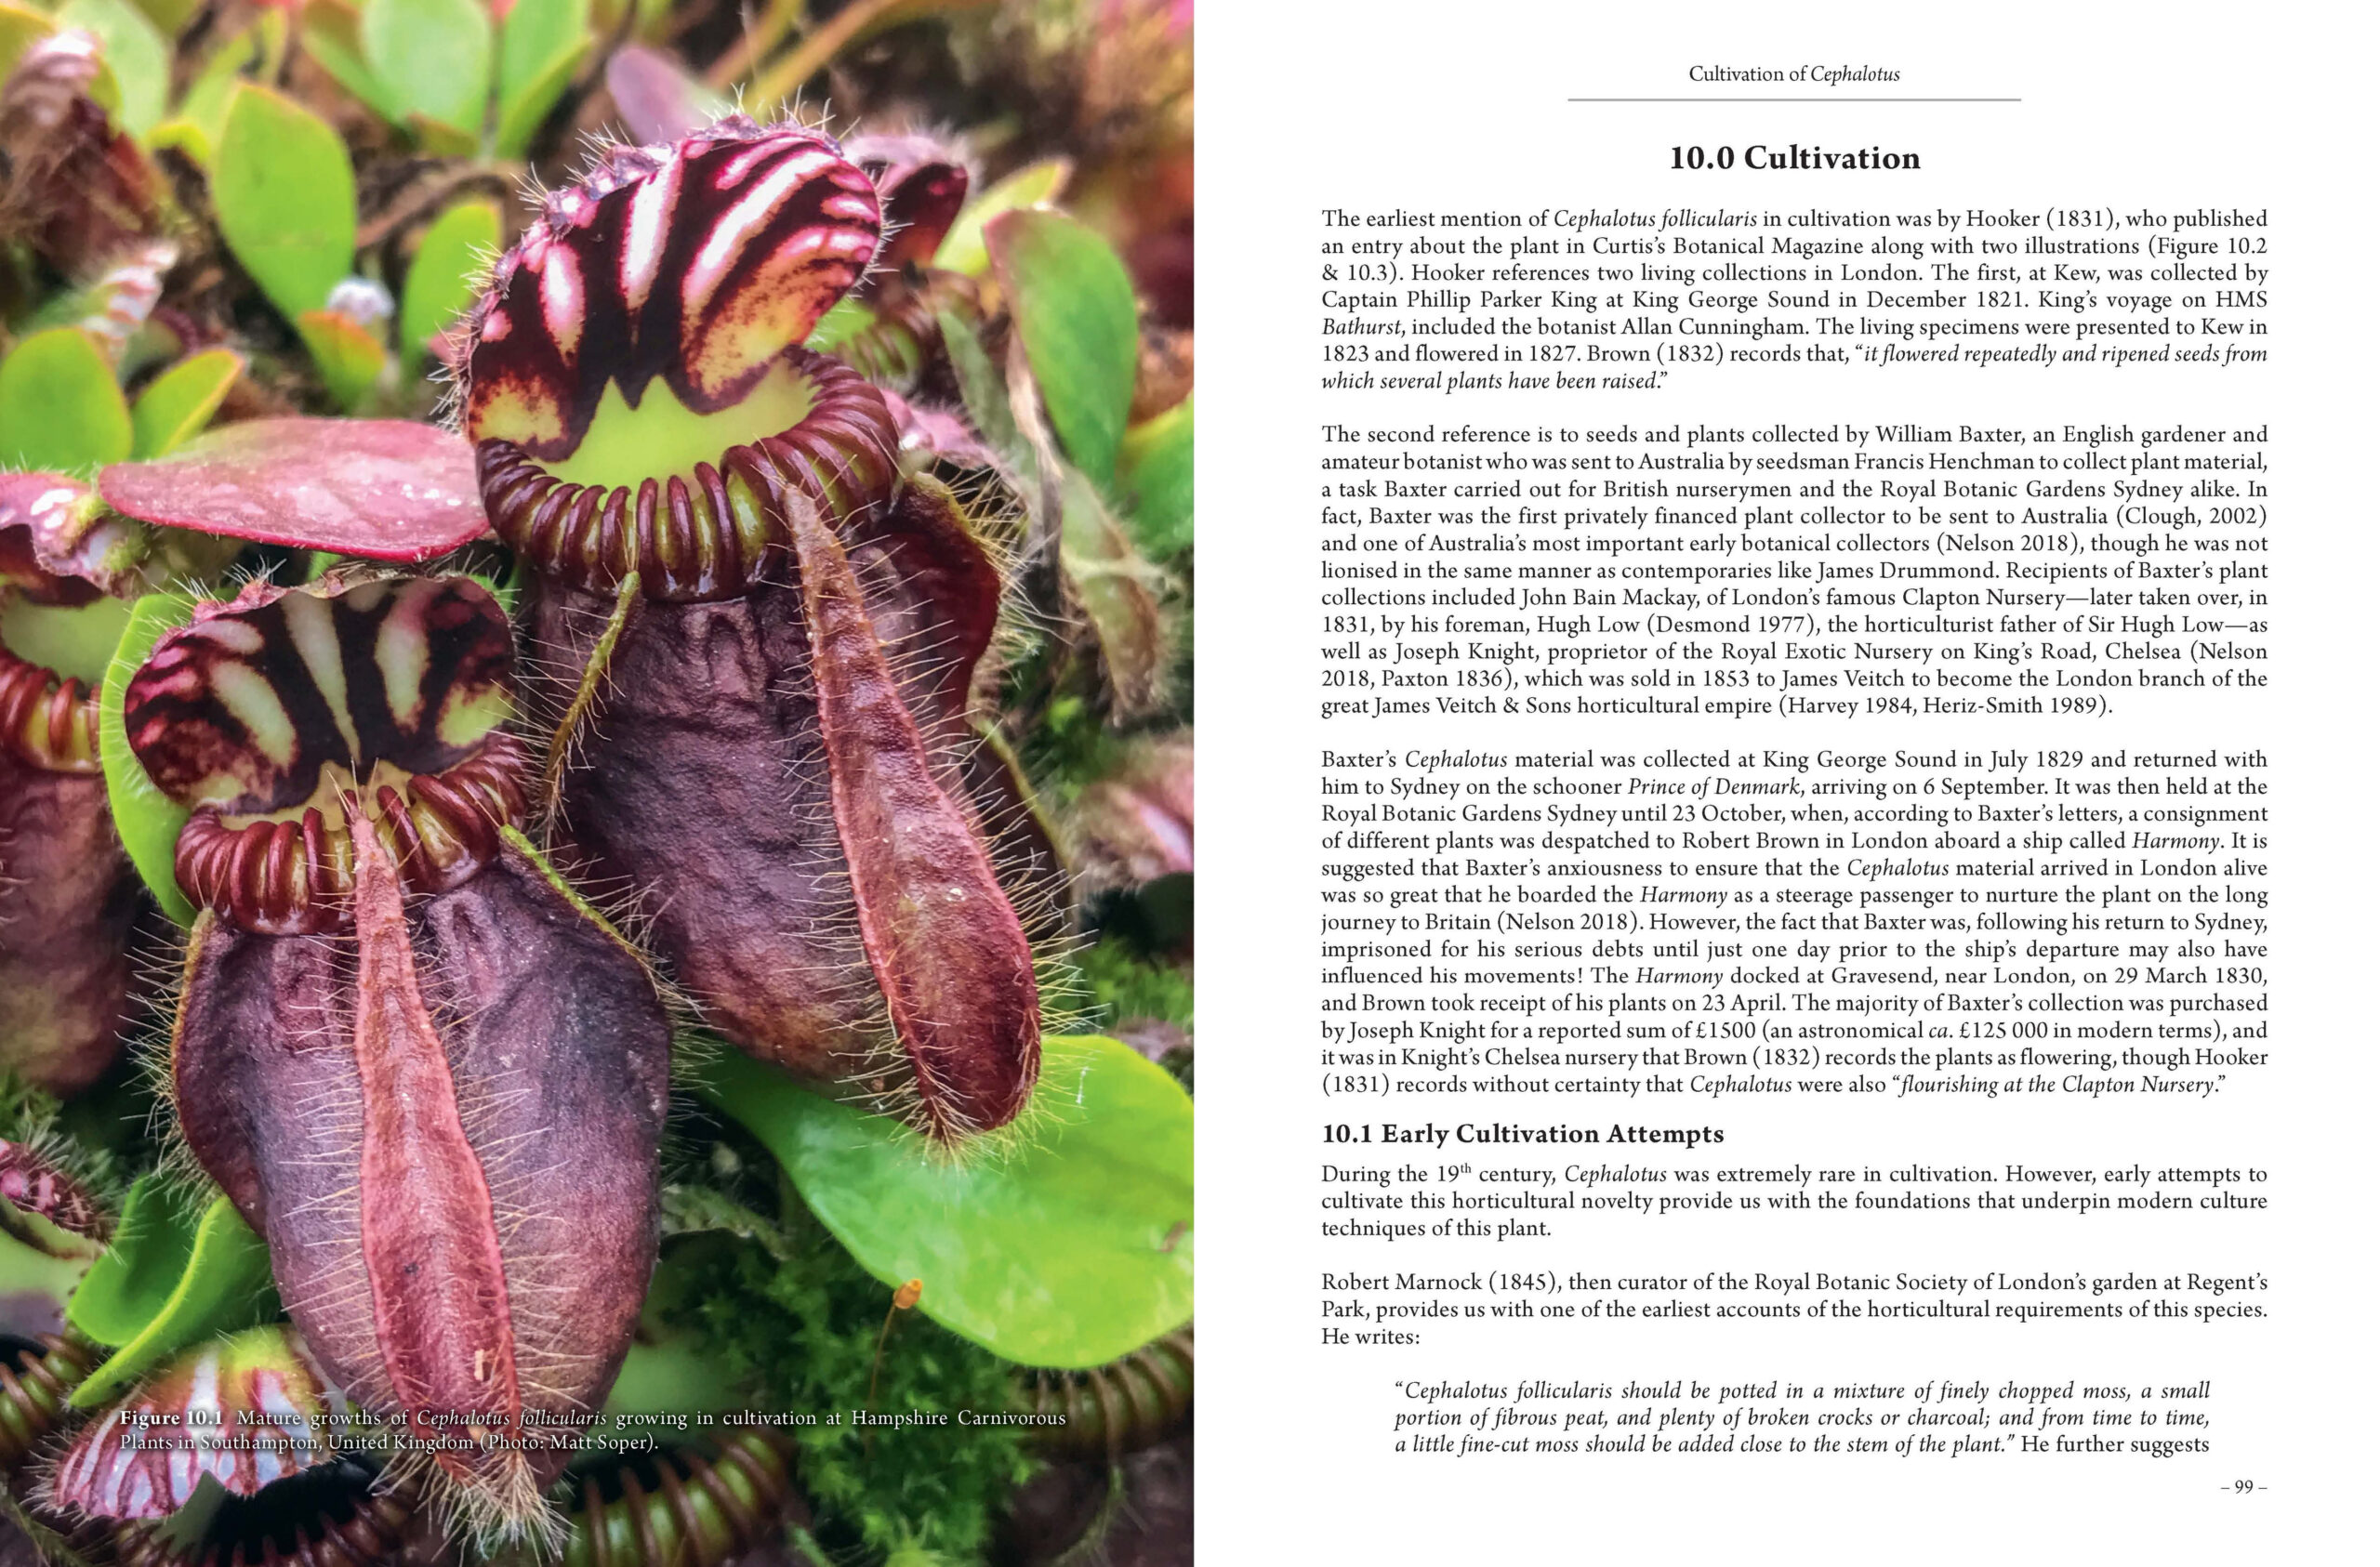 Figure 10.1 Mature growths of Cephalotus follicularis growing in cultivation at Hampshire Carnivorous
Plants in Southampton, United Kingdom (Photo: Matt Soper).
Cultivation of Cephalotus
10.0 Cultivation
The earliest mention of Cephalotus follicularis in cultivation was by Hooker (1831), who published
an entry about the plant in Curtis’s Botanical Magazine along with two illustrations (Figure 10.2
& 10.3). Hooker references two living collections in London. The first, at Kew, was collected by
Captain Phillip Parker King at King George Sound in December 1821. King’s voyage on HMS
Bathurst, included the botanist Allan Cunningham. The living specimens were presented to Kew in
1823 and flowered in 1827. Brown (1832) records that, “it flowered repeatedly and ripened seeds from
which several plants have been raised.”
The second reference is to seeds and plants collected by William Baxter, an English gardener and
amateur botanist who was sent to Australia by seedsman Francis Henchman to collect plant material,
a task Baxter carried out for British nurserymen and the Royal Botanic Gardens Sydney alike. In
fact, Baxter was the first privately financed plant collector to be sent to Australia (Clough, 2002)
and one of Australia’s most important early botanical collectors (Nelson 2018), though he was not
lionised in the same manner as contemporaries like James Drummond. Recipients of Baxter’s plant
collections included John Bain Mackay, of London’s famous Clapton Nursery—later taken over, in
1831, by his foreman, Hugh Low (Desmond 1977), the horticulturist father of Sir Hugh Low—as
well as Joseph Knight, proprietor of the Royal Exotic Nursery on King’s Road, Chelsea (Nelson
2018, Paxton 1836), which was sold in 1853 to James Veitch to become the London branch of the
great James Veitch & Sons horticultural empire (Harvey 1984, Heriz-Smith 1989).
Baxter’s Cephalotus material was collected at King George Sound in July 1829 and returned with
him to Sydney on the schooner Prince of Denmark, arriving on 6 September. It was then held at the
Royal Botanic Gardens Sydney until 23 October, when, according to Baxter’s letters, a consignment
of different plants was despatched to Robert Brown in London aboard a ship called Harmony. It is
suggested that Baxter’s anxiousness to ensure that the Cephalotus material arrived in London alive
was so great that he boarded the Harmony as a steerage passenger to nurture the plant on the long
journey to Britain (Nelson 2018). However, the fact that Baxter was, following his return to Sydney,
imprisoned for his serious debts until just one day prior to the ship’s departure may also have
influenced his movements! The Harmony docked at Gravesend, near London, on 29 March 1830,
and Brown took receipt of his plants on 23 April. The majority of Baxter’s collection was purchased
by Joseph Knight for a reported sum of £1500 (an astronomical ca. £125 000 in modern terms), and
it was in Knight’s Chelsea nursery that Brown (1832) records the plants as flowering, though Hooker
(1831) records without certainty that Cephalotus were also “flourishing at the Clapton Nursery.”
10.1 Early Cultivation Attempts
During the 19th century, Cephalotus was extremely rare in cultivation. However, early attempts to
cultivate this horticultural novelty provide us with the foundations that underpin modern culture
techniques of this plant.
Robert Marnock (1845), then curator of the Royal Botanic Society of London’s garden at Regent’s
Park, provides us with one of the earliest accounts of the horticultural requirements of this species.
He writes:
“Cephalotus follicularis should be potted in a mixture of finely chopped moss, a small
portion of fibrous peat, and plenty of broken crocks or charcoal; and from time to time,
a little fine-cut moss should be added close to the stem of the plant.” He further suggests
– 99 –